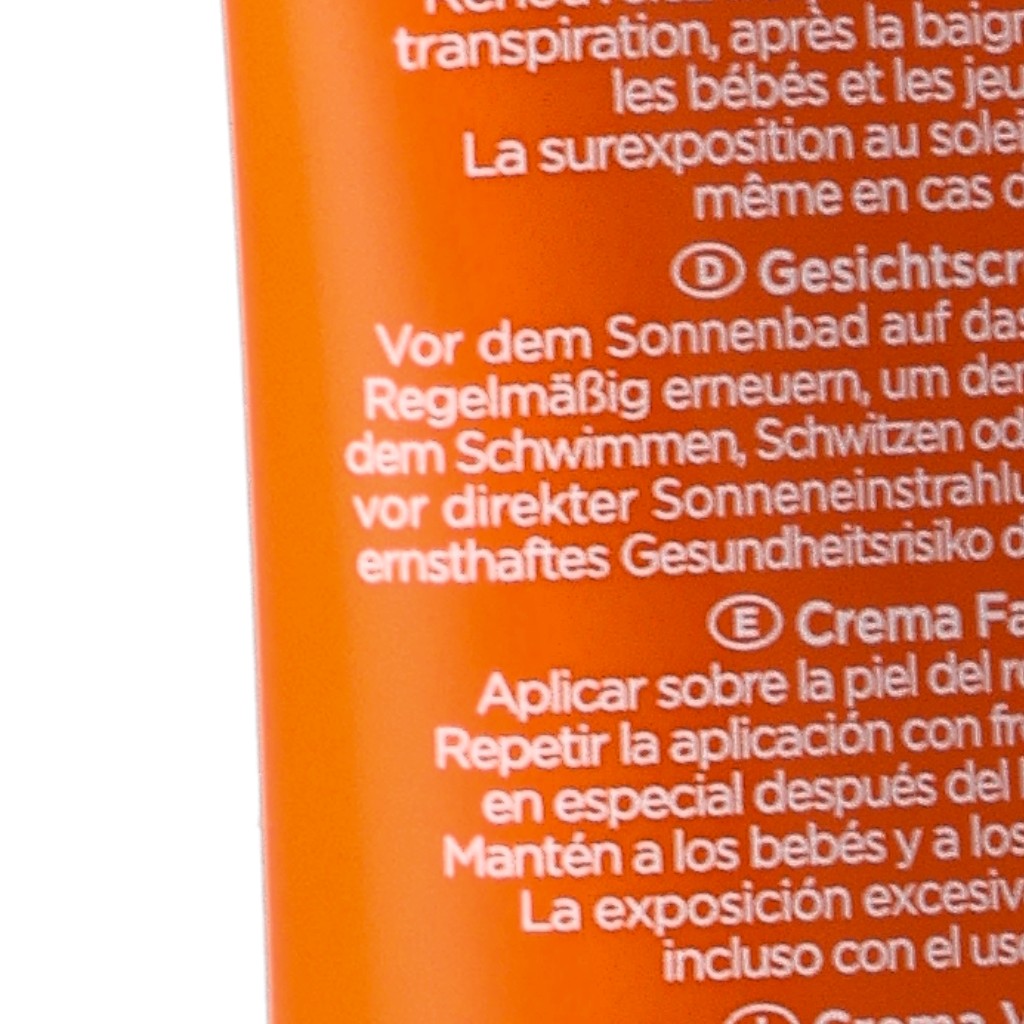 transpiration, après la baign
les bébés et les jeu
La surexposition au solei
même en cas d
D Gesichtscr
Vor dem Sonnenbad auf das
Regelmäßig erneuern, um den
dem Schwimmen, Schwitzen od
vor direkter Sonneneinstrahlu
ernsthaftes Gesundheitsrisiko d
E Crema Fa
Aplicar sobre la piel del r
Repetir la aplicación con fr
en especial después del
Mantén a los bebés y a los
La exposición excesiv
incluso con el uso
Crema